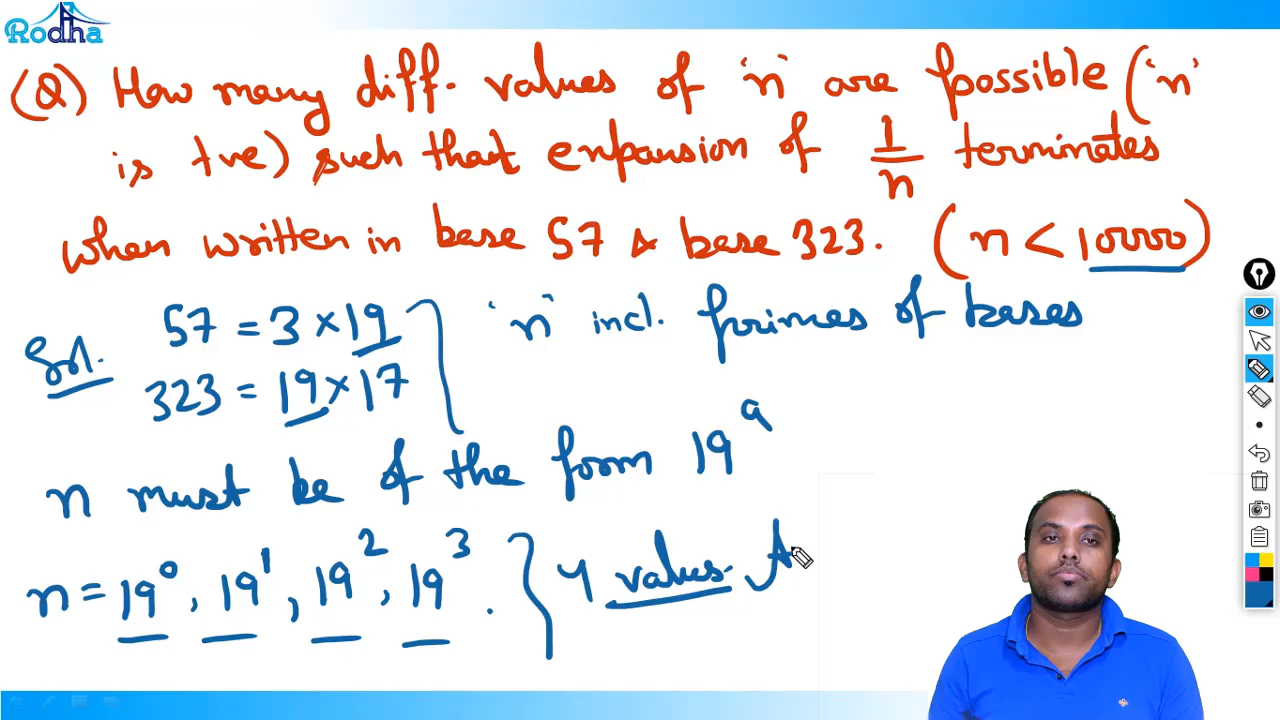 Rodha
(Q) How many diff. values of 'n' are possible ('n'
is +ve) such that expansion of 1/n terminates
when written in base 57 & base 323. (n < 10000)
Sol. 57 = 3 × 19
323 = 19 × 17
'n' incl. primes of bases
n must be of the form 19^a
n = 19^0, 19^1, 19^2, 19^3. } 4 values. A